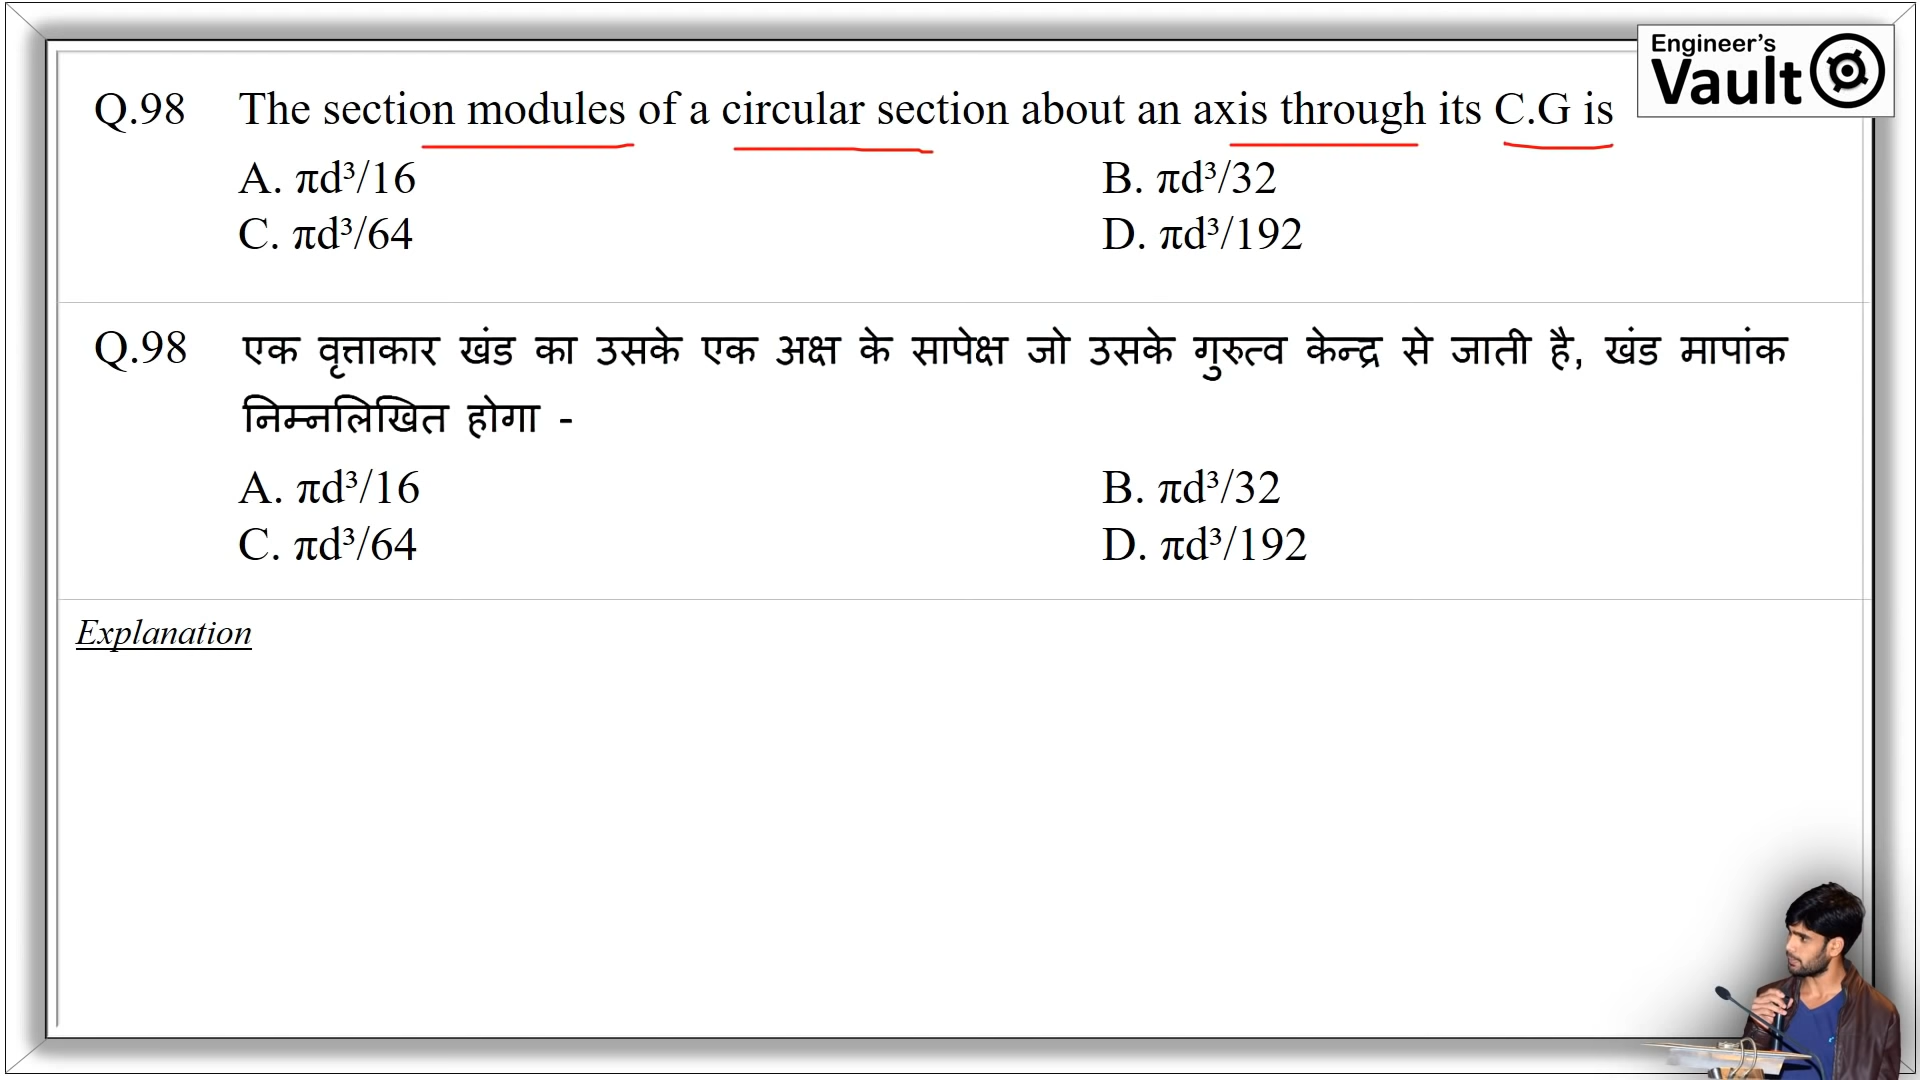 Engineer's
Vault
Q.98 The section modules of a circular section about an axis through its C.G is
A. πd³/16 B. πd³/32
C. πd³/64 D. πd³/192
Q.98 एक वृत्ताकार खंड का उसके एक अक्ष के सापेक्ष जो उसके गुरुत्व केन्द्र से जाती है, खंड मापांक
निम्नलिखित होगा -
A. πd³/16 B. πd³/32
C. πd³/64 D. πd³/192
Explanation